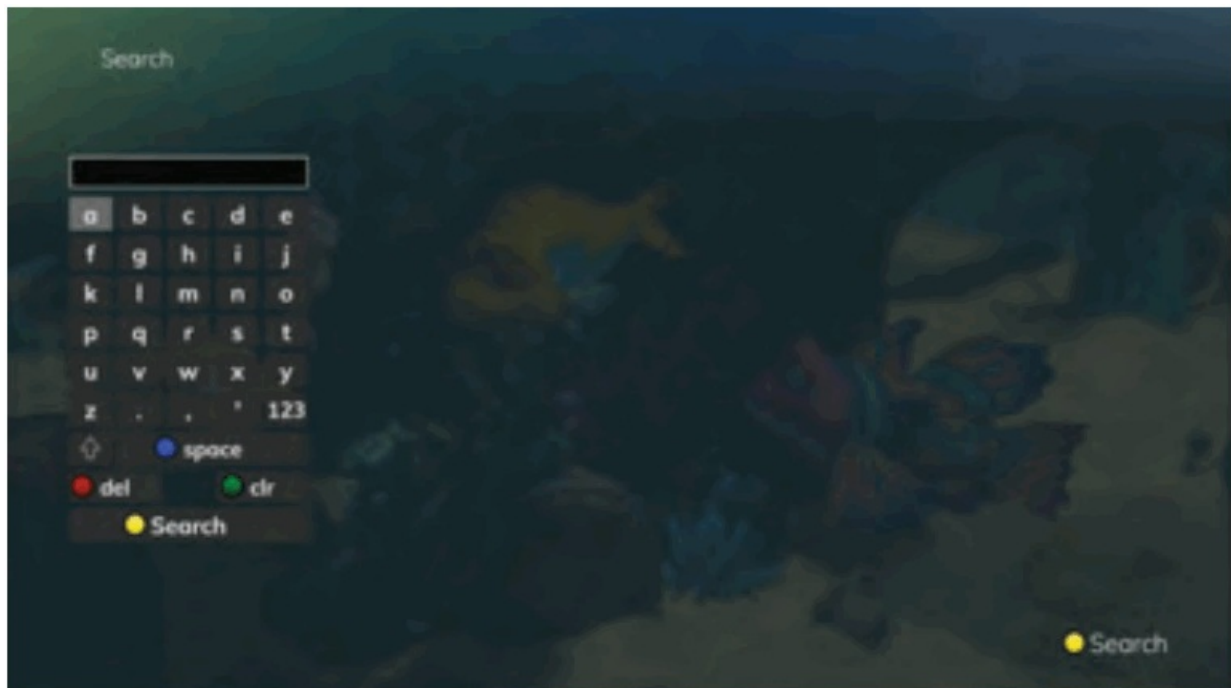 Search
a b c d e
f g h i j
k l m n o
p q r s t
u v w x y
z . , ' 123
space
del clr
Search
Search